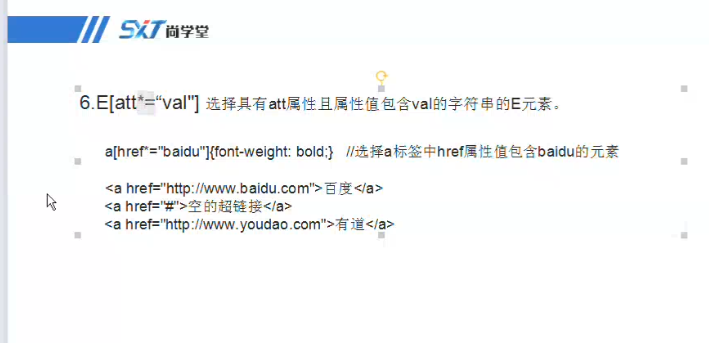 SXT 尚学堂
6.E[att*=“val"] 选择具有att属性且属性值包含val的字符串的E元素。
a[href*="baidu"]{font-weight: bold;} //选择a标签中href属性值包含baidu的元素
<a href="http://www.baidu.com">百度</a>
<a href="#">空的超链接</a>
<a href="http://www.youdao.com">有道</a>